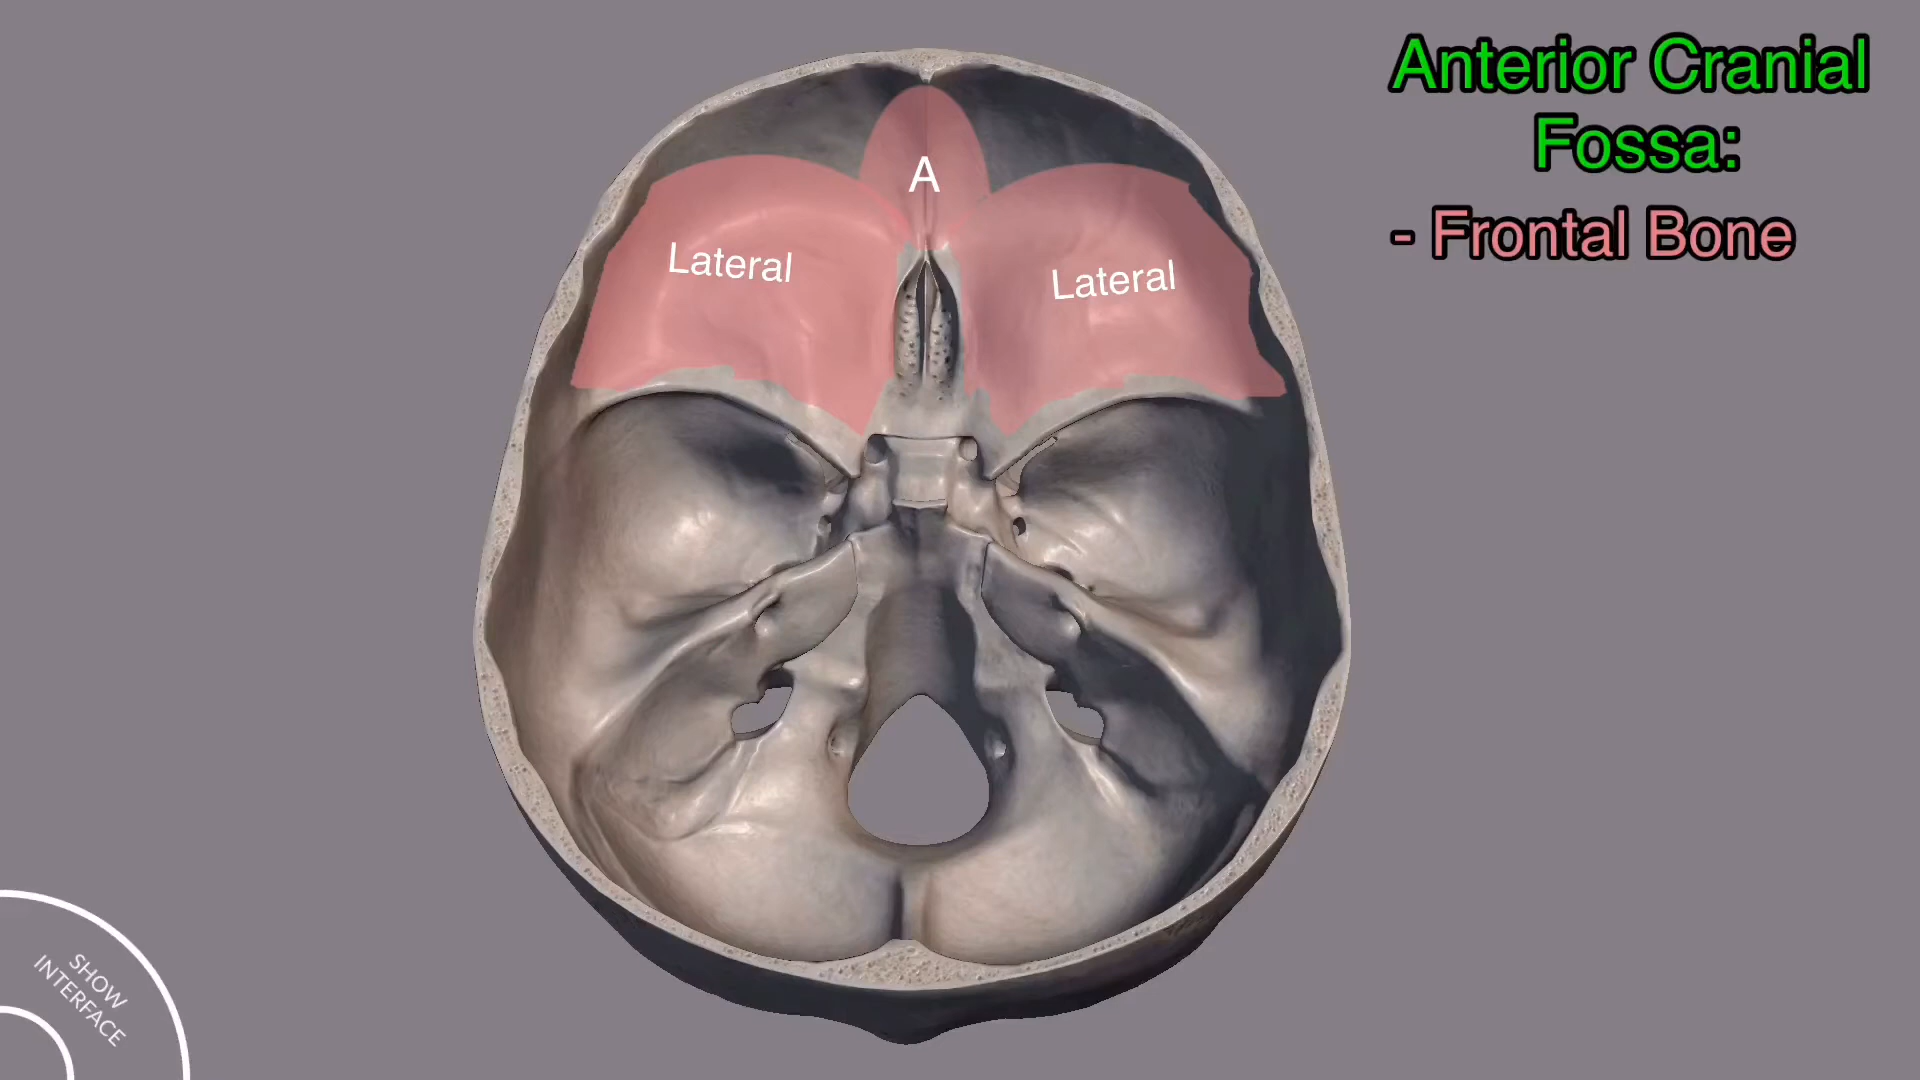 Anterior Cranial
Fossa:
- Frontal Bone
A
Lateral
Lateral
SHOW
INTERFACE